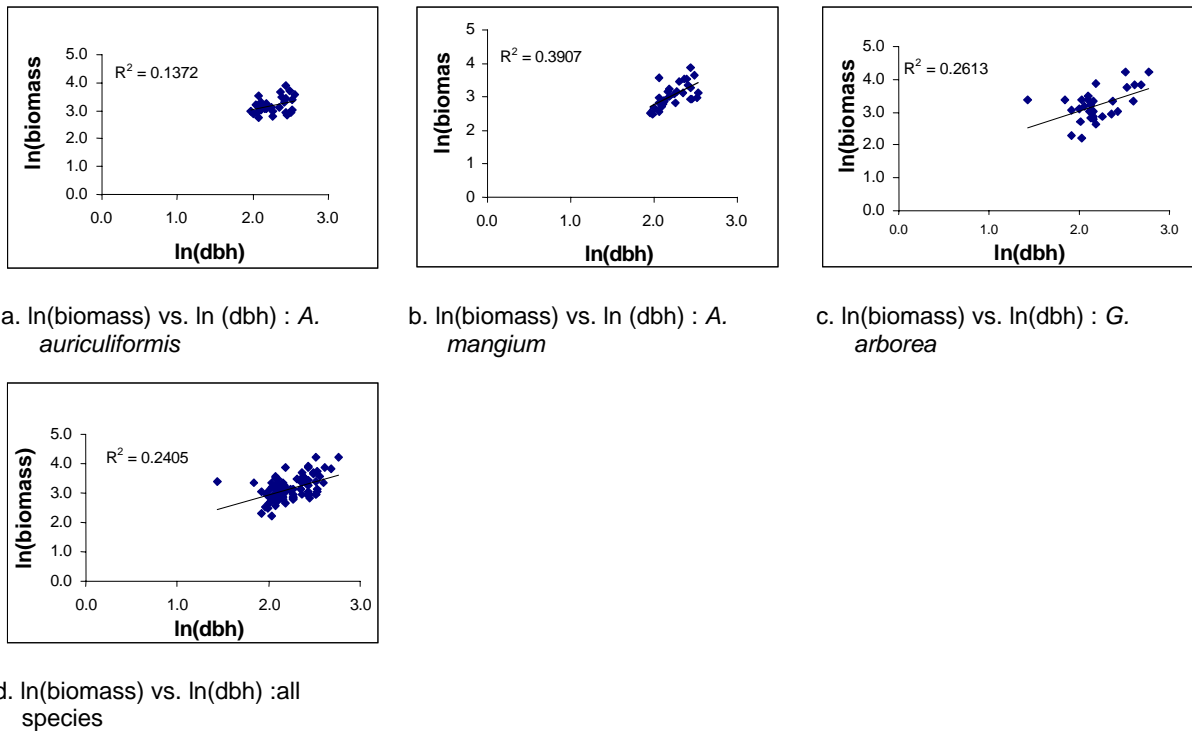 5.0
4.0
3.0
2.0
1.0
0.0
R² = 0.1372
ln(biomass
0.0 1.0 2.0 3.0
ln(dbh)
5
4
3
2
1
0
R² = 0.3907
ln(biomas
0.0 1.0 2.0 3.0
ln(dbh)
5.0
4.0
3.0
2.0
1.0
0.0
R² = 0.2613
ln(biomass
0.0 1.0 2.0 3.0
ln(dbh)
a. ln(biomass) vs. ln (dbh) : A.
auriculiformis
b. ln(biomass) vs. ln (dbh) : A.
mangium
c. ln(biomass) vs. ln(dbh) : G.
arborea
5.0
4.0
3.0
2.0
1.0
0.0
R² = 0.2405
ln(biomass)
0.0 1.0 2.0 3.0
ln(dbh)
d. ln(biomass) vs. ln(dbh) :all
species